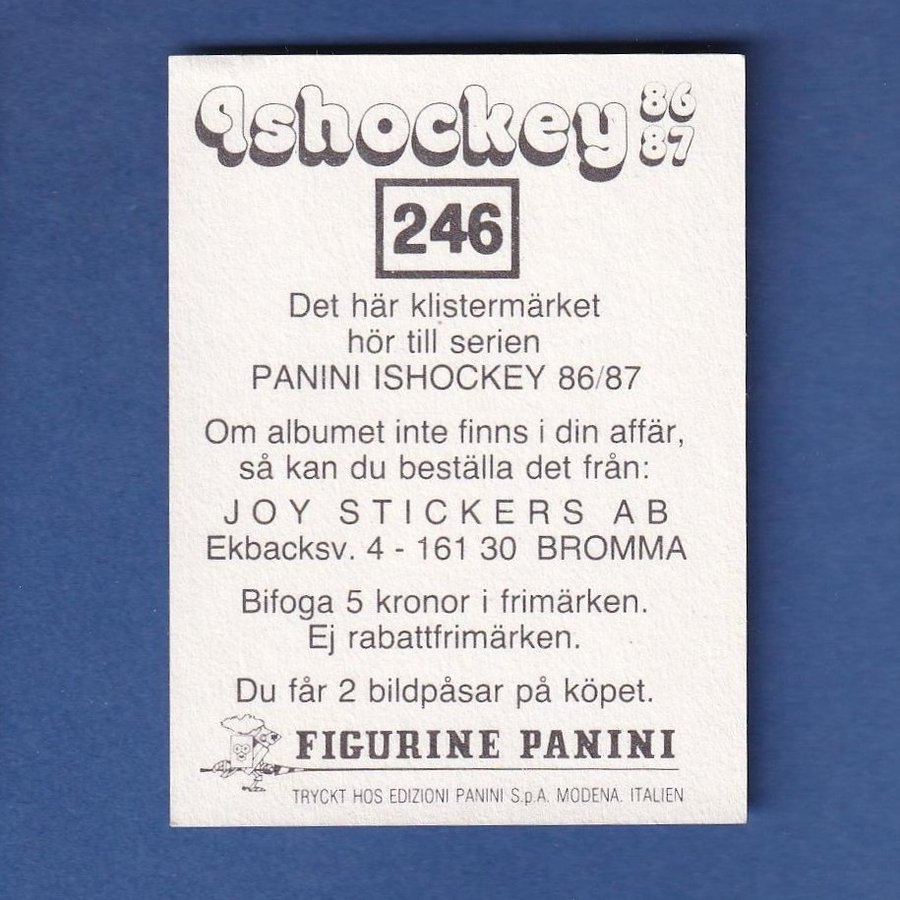 Ishockey 86 87
246
Det här klistermärket
hör till serien
PANINI ISHOCKEY 86/87
Om albumet inte finns i din affär,
så kan du beställa det från:
JOY STICKERS AB
Ekbacksv. 4 - 161 30 BROMMA
Bifoga 5 kronor i frimärken.
Ej rabattfrimärken.
Du får 2 bildpåsar på köpet.
FIGURINE PANINI
TRYCKT HOS EDIZIONI PANINI S.p.A. MODENA. ITALIEN